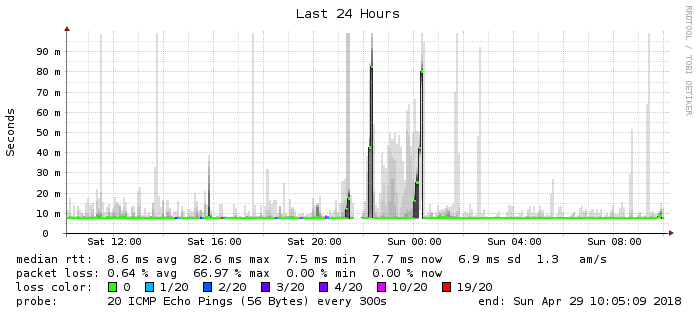 Last 24 Hours
RRDTOOL / TOBI OETIKER
Seconds
90 m
80 m
70 m
60 m
50 m
40 m
30 m
20 m
10 m
0
Sat 12:00 Sat 16:00 Sat 20:00 Sun 00:00 Sun 04:00 Sun 08:00
median rtt: 8.6 ms avg 82.6 ms max 7.5 ms min 7.7 ms now 6.9 ms sd 1.3 am/s
packet loss: 0.64 % avg 66.97 % max 0.00 % min 0.00 % now
loss color: 0 1/20 2/20 3/20 4/20 10/20 19/20
probe: 20 ICMP Echo Pings (56 Bytes) every 300s end: Sun Apr 29 10:05:09 2018